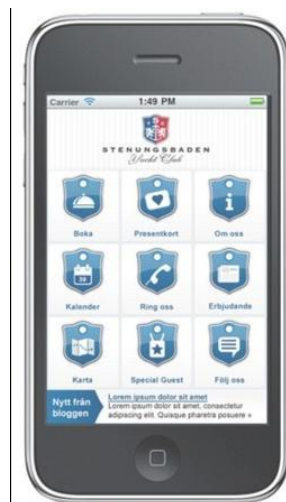 Carrier 1:49 PM
STENUNGSBADEN
Yacht Club
Boka Presentkort Om oss
30
Kalender Ring oss Erbjudande
Karta Special Guest Följ oss
Nytt från
bloggen
Lorem ipsum dolor sit amet
Lorem ipsum dolor sit amet, consectetur
adipiscing elit. Quisque pharetra posuere »